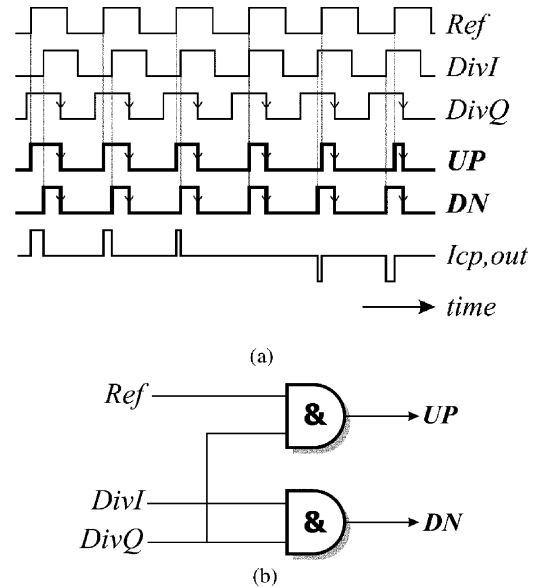 Ref
DivI
DivQ
UP
DN
Icp,out
time
(a)
Ref
&
UP
DivI
&
DN
DivQ
(b)